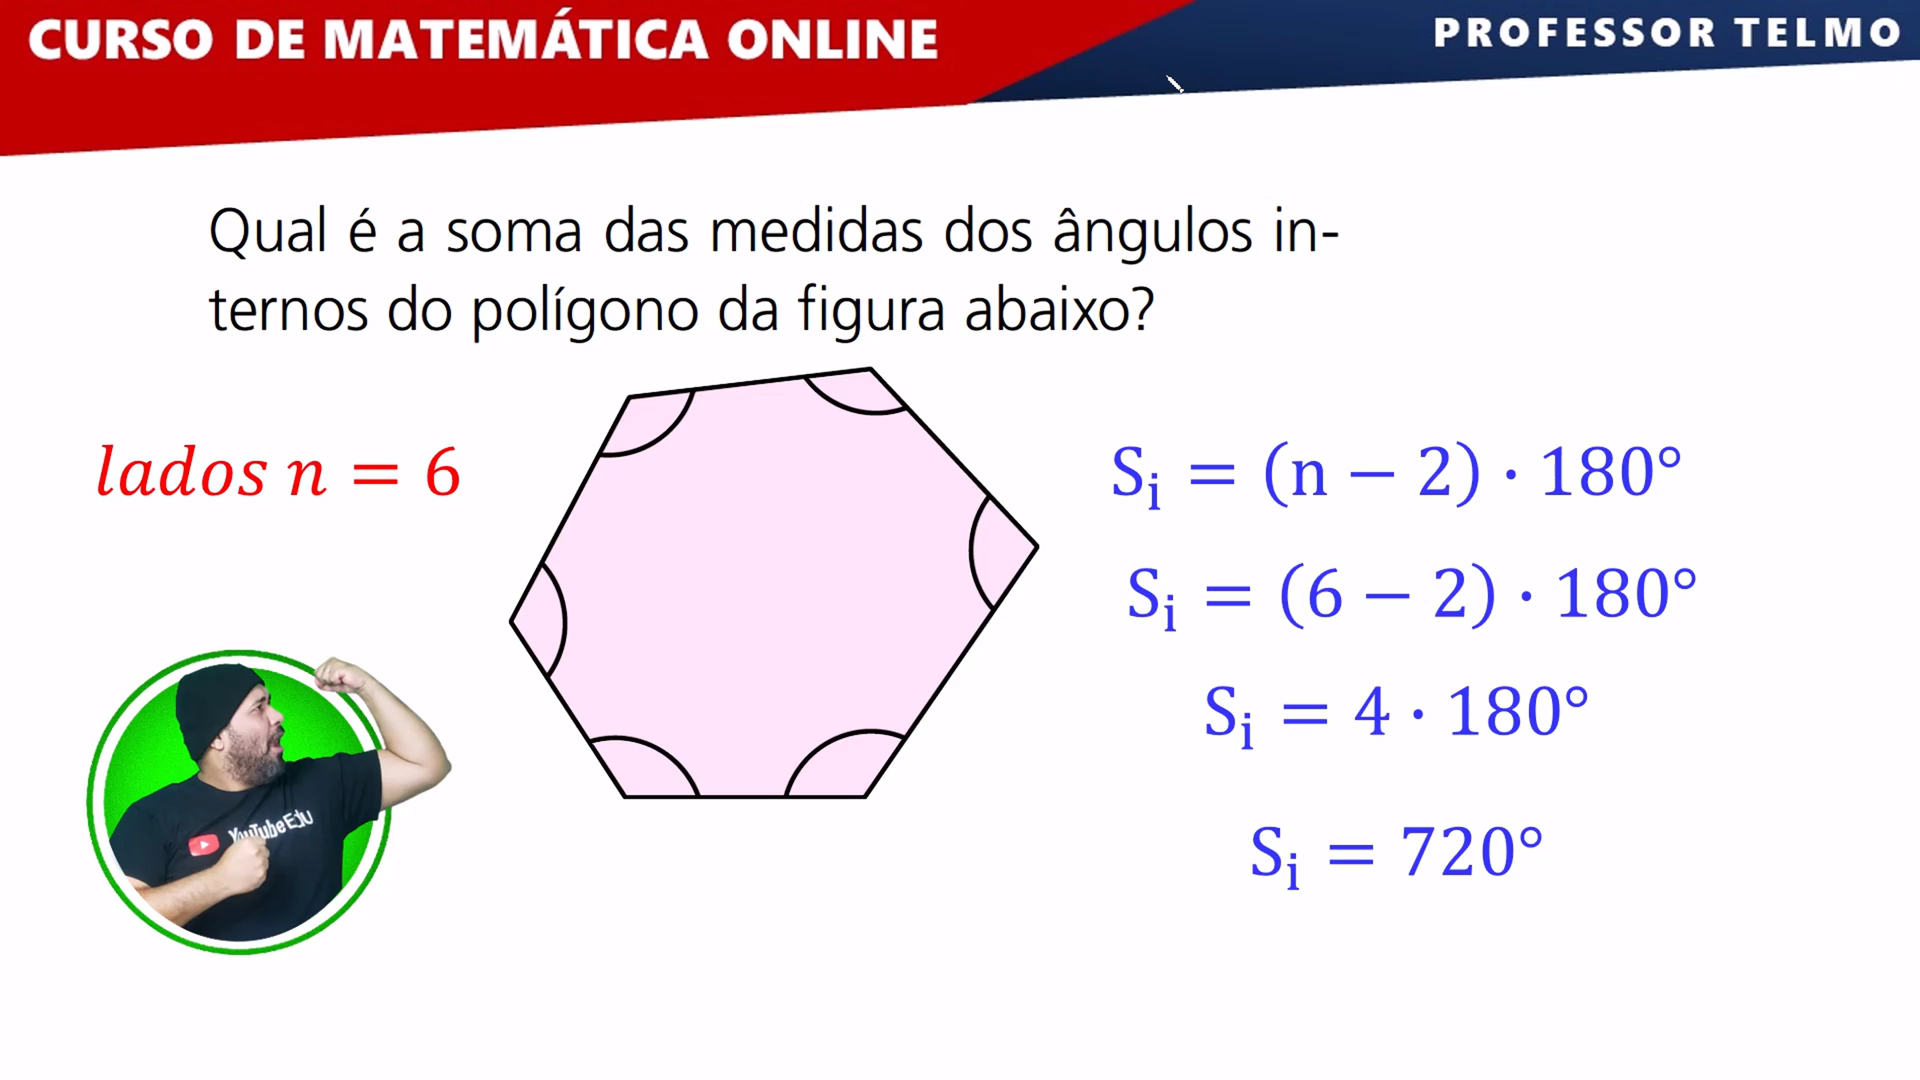 CURSO DE MATEMÁTICA ONLINE
PROFESSOR TELMO
Qual é a soma das medidas dos ângulos in-
ternos do polígono da figura abaixo?
lados n = 6
Sᵢ = (n − 2) · 180°
Sᵢ = (6 − 2) · 180°
Sᵢ = 4 · 180°
Sᵢ = 720°
YouTubeEdu